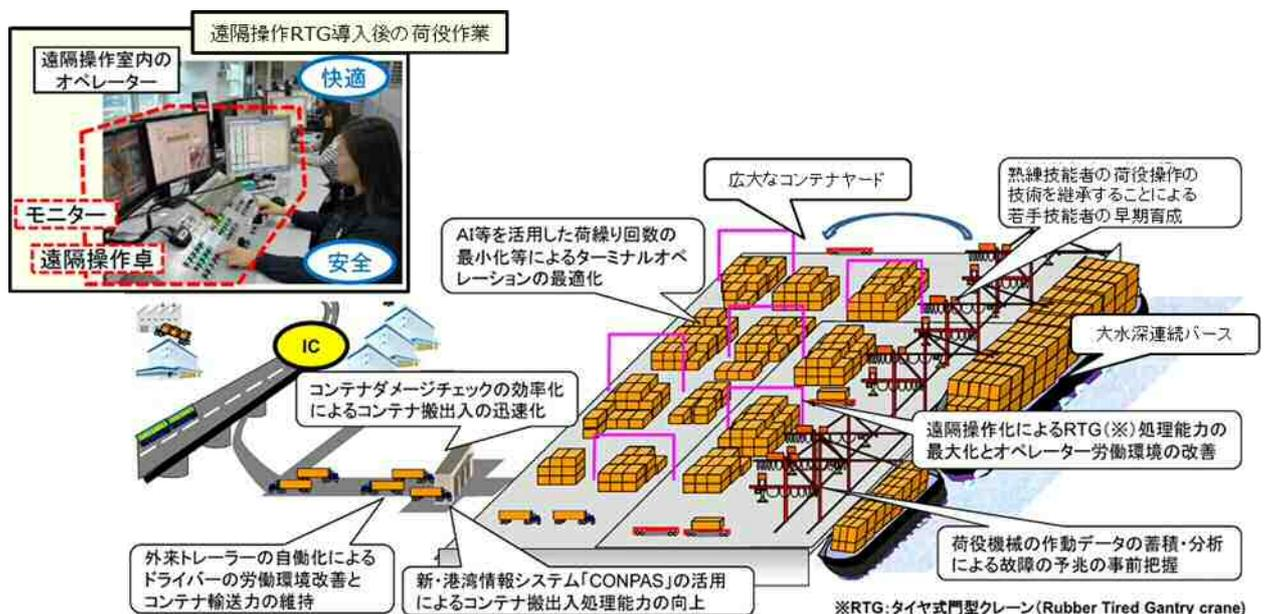 遠隔操作RTG導入後の荷役作業
遠隔操作室内の
オペレーター
快適
モニター
遠隔操作卓
安全
広大なコンテナヤード
熟練技能者の荷役操作の
技術を継承することによる
若手技能者の早期育成
AI等を活用した荷繰り回数の
最小化等によるターミナルオペ
レーションの最適化
大水深連続バース
IC
コンテナダメージチェックの効率化
によるコンテナ搬出入の迅速化
遠隔操作化によるRTG(※)処理能力の
最大化とオペレーター労働環境の改善
外来トレーラーの自働化による
ドライバーの労働環境改善と
コンテナ輸送力の維持
新・港湾情報システム「CONPAS」の活用
によるコンテナ搬出入処理能力の向上
荷役機械の作動データの蓄積・分析
による故障の予兆の事前把握
※RTG:タイヤ式門型クレーン(Rubber Tired Gantry crane)